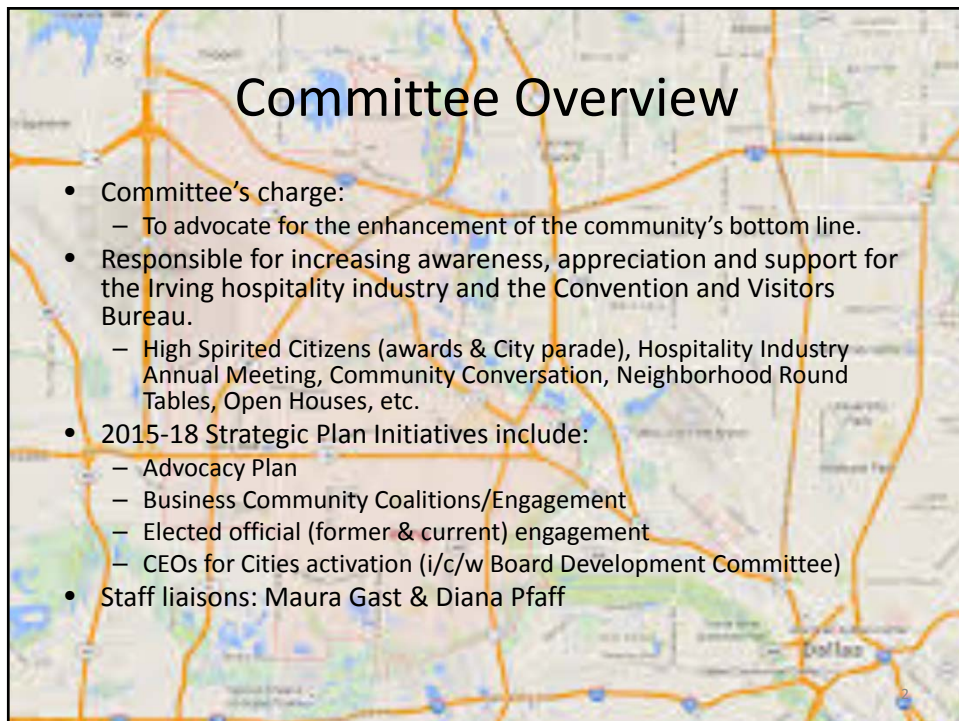 Committee Overview
• Committee's charge:
– To advocate for the enhancement of the community's bottom line.
• Responsible for increasing awareness, appreciation and support for
the Irving hospitality industry and the Convention and Visitors
Bureau.
– High Spirited Citizens (awards & City parade), Hospitality Industry
Annual Meeting, Community Conversation, Neighborhood Round
Tables, Open Houses, etc.
• 2015-18 Strategic Plan Initiatives include:
– Advocacy Plan
– Business Community Coalitions/Engagement
– Elected official (former & current) engagement
– CEOs for Cities activation (i/c/w Board Development Committee)
• Staff liaisons: Maura Gast & Diana Pfaff
Dallas
2